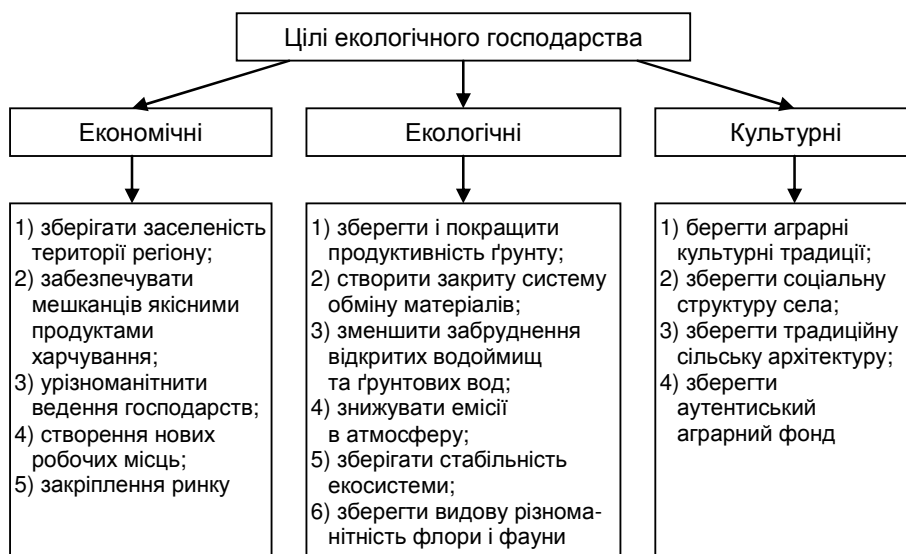 Цілі екологічного господарства
Економічні
Екологічні
Культурні
1) зберігати заселеність
території регіону;
2) забезпечувати
мешканців якісними
продуктами
харчування;
3) урізноманітнити
ведення господарств;
4) створення нових
робочих місць;
5) закріплення ринку
1) зберегти і покращити
продуктивність ґрунту;
2) створити закриту систему
обміну матеріалів;
3) зменшити забруднення
відкритих водоймищ
та ґрунтових вод;
4) знижувати емісії
в атмосферу;
5) зберігати стабільність
екосистеми;
6) зберегти видову різнома-
нітність флори і фауни
1) берегти аграрні
культурні традиції;
2) зберегти соціальну
структуру села;
3) зберегти традиційну
сільську архітектуру;
4) зберегти
аутентиський
аграрний фонд